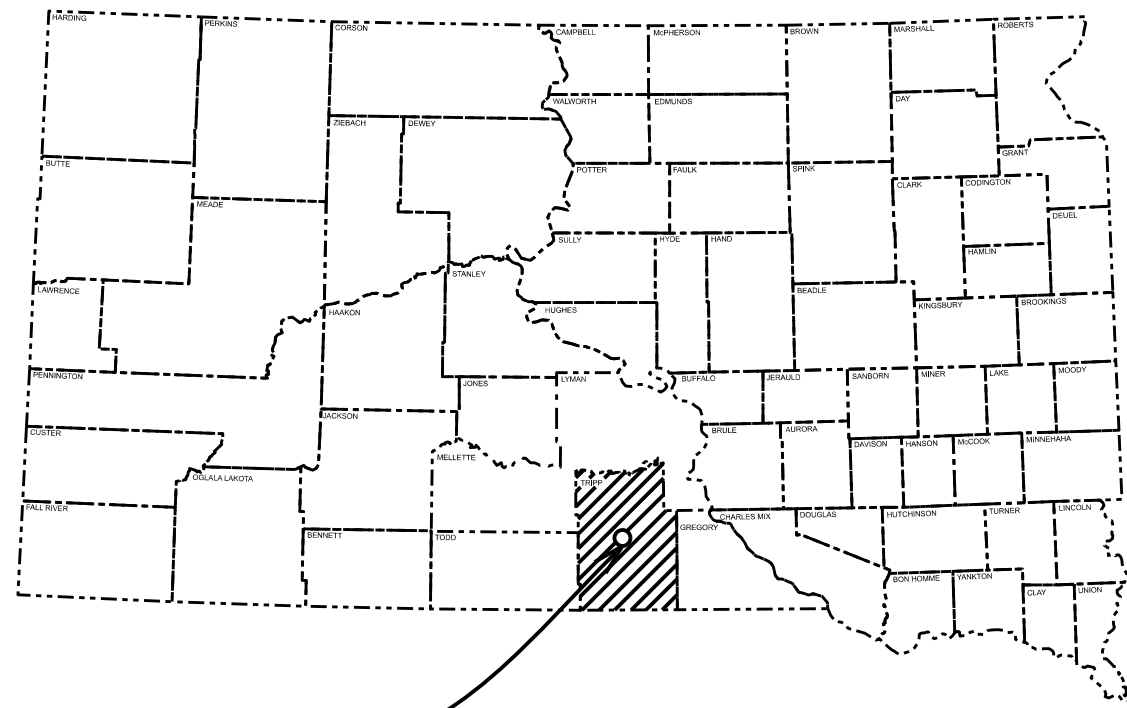 HARDING
PERKINS
CORSON
CAMPBELL
McPHERSON
BROWN
MARSHALL
ROBERTS
WALWORTH
EDMUNDS
DAY
ZIEBACH
DEWEY
GRANT
BUTTE
POTTER
FAULK
SPINK
CLARK
CODINGTON
MEADE
DEUEL
SULLY
HYDE
HAND
HAMLIN
STANLEY
LAWRENCE
BEADLE
KINGSBURY
BROOKINGS
HAAKON
HUGHES
PENNINGTON
JONES
LYMAN
BUFFALO
JERAULD
SANBORN
MINER
LAKE
MOODY
JACKSON
CUSTER
BRULE
AURORA
DAVISON
HANSON
McCOOK
MINNEHAHA
MELLETTE
OGLALA LAKOTA
TRIPP
FALL RIVER
GREGORY
CHARLES MIX
DOUGLAS
HUTCHINSON
TURNER
LINCOLN
BENNETT
TODD
BON HOMME
YANKTON
CLAY
UNION